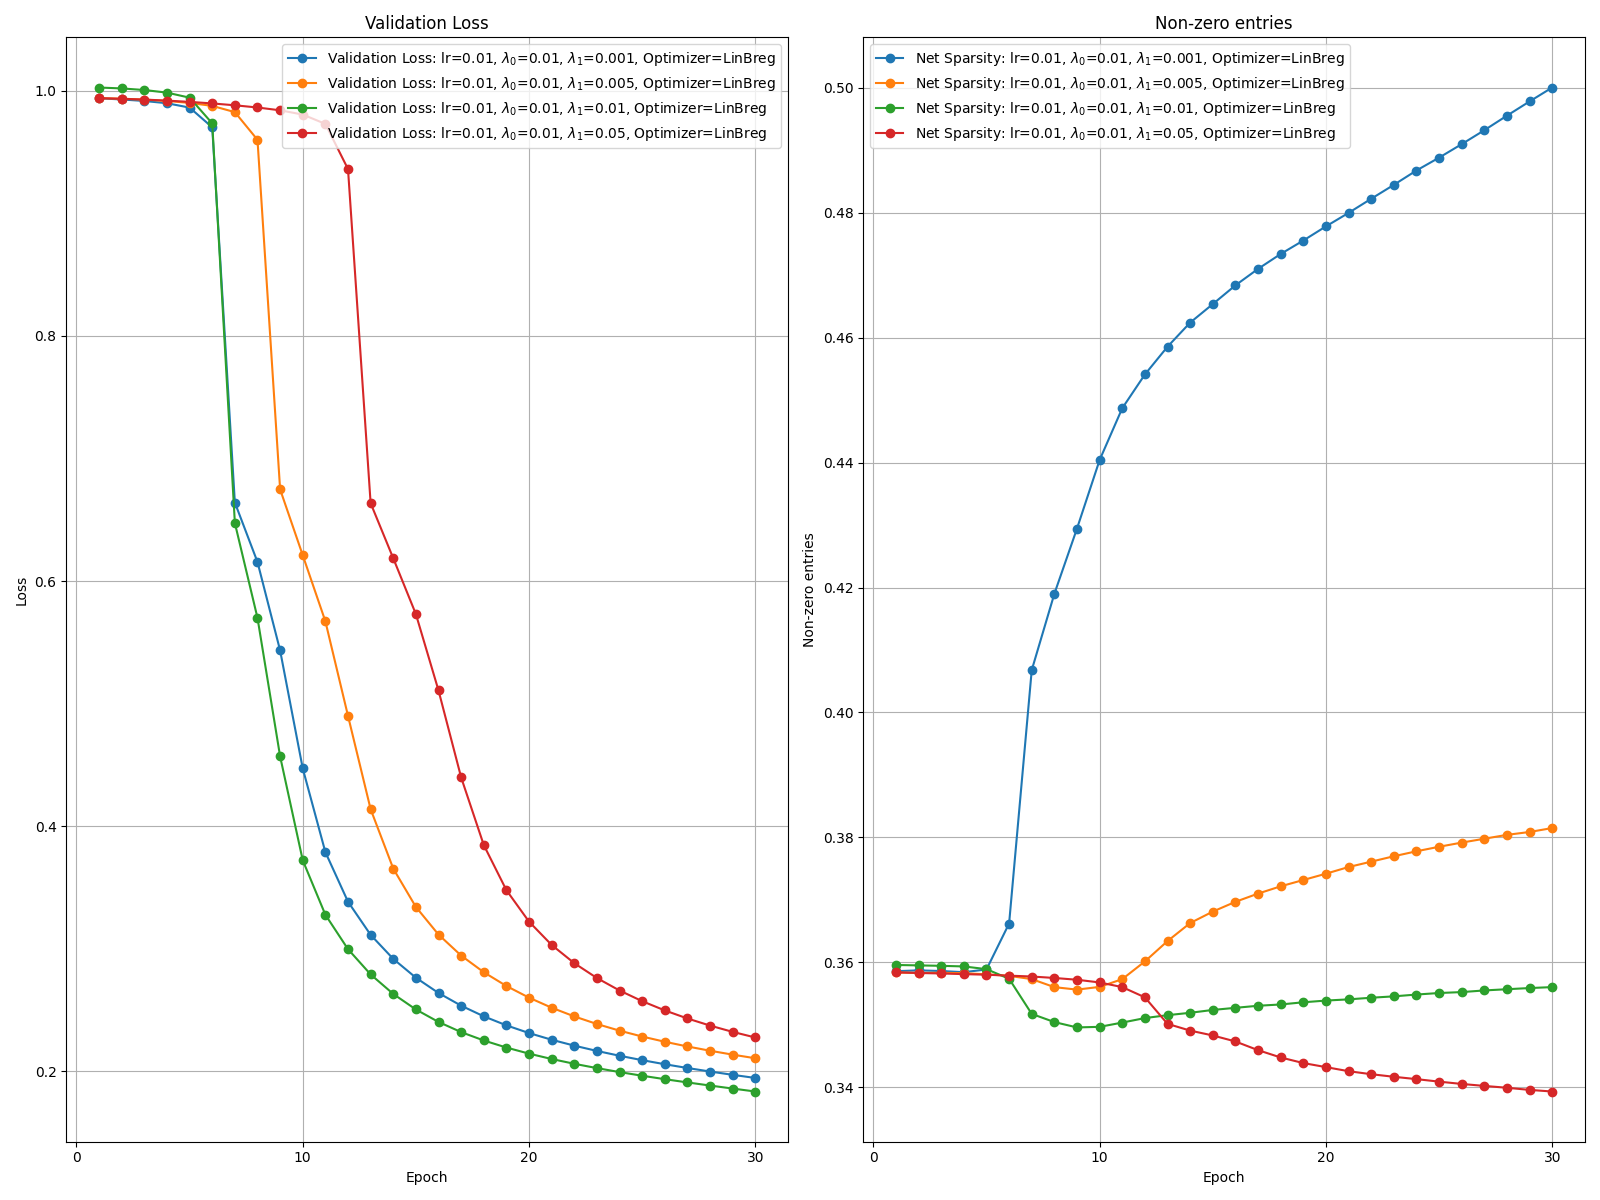 Validation Loss
Validation Loss: lr=0.01, λ₀=0.01, λ₁=0.001, Optimizer=LinBreg
Validation Loss: lr=0.01, λ₀=0.01, λ₁=0.005, Optimizer=LinBreg
Validation Loss: lr=0.01, λ₀=0.01, λ₁=0.01, Optimizer=LinBreg
Validation Loss: lr=0.01, λ₀=0.01, λ₁=0.05, Optimizer=LinBreg
1.0
0.8
0.6
0.4
0.2
Loss
0
10
20
30
Epoch
Non-zero entries
Net Sparsity: lr=0.01, λ₀=0.01, λ₁=0.001, Optimizer=LinBreg
Net Sparsity: lr=0.01, λ₀=0.01, λ₁=0.005, Optimizer=LinBreg
Net Sparsity: lr=0.01, λ₀=0.01, λ₁=0.01, Optimizer=LinBreg
Net Sparsity: lr=0.01, λ₀=0.01, λ₁=0.05, Optimizer=LinBreg
0.50
0.48
0.46
0.44
0.42
0.40
0.38
0.36
0.34
Non-zero entries
0
10
20
30
Epoch